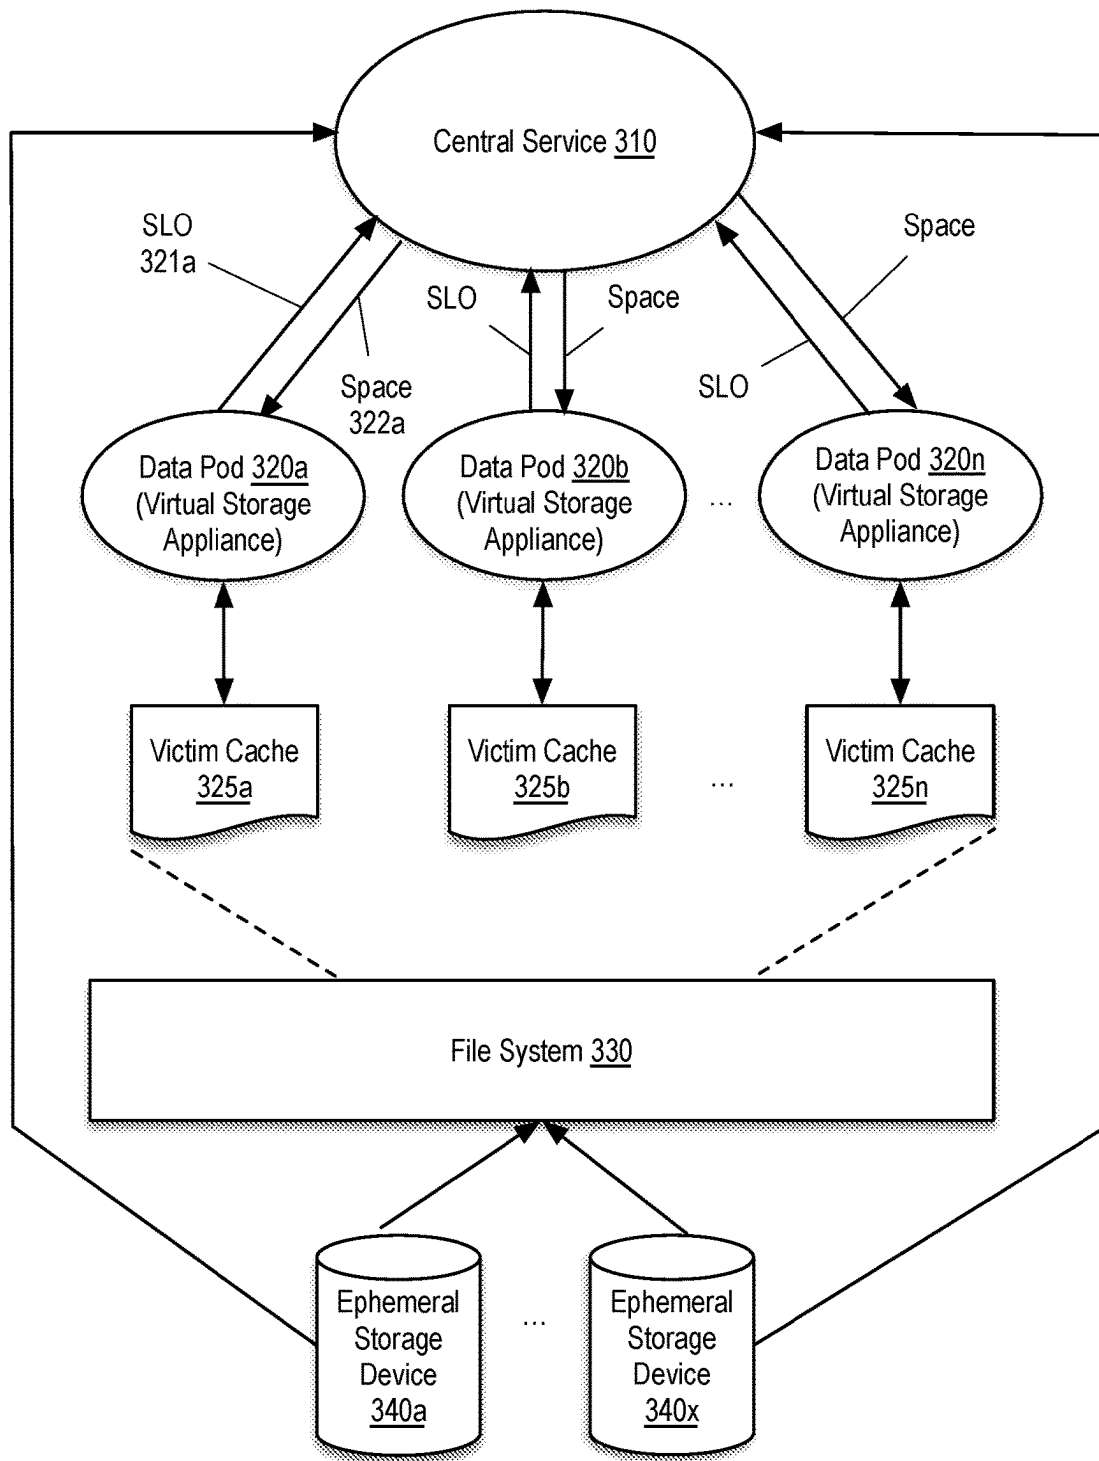 Central Service 310
SLO
321a
Space
SLO
Space
Space
322a
SLO
Data Pod 320a
(Virtual Storage
Appliance)
Data Pod 320b
(Virtual Storage
Appliance)
...
Data Pod 320n
(Virtual Storage
Appliance)
Victim Cache
325a
Victim Cache
325b
...
Victim Cache
325n
File System 330
Ephemeral
Storage
Device
340a
...
Ephemeral
Storage
Device
340x